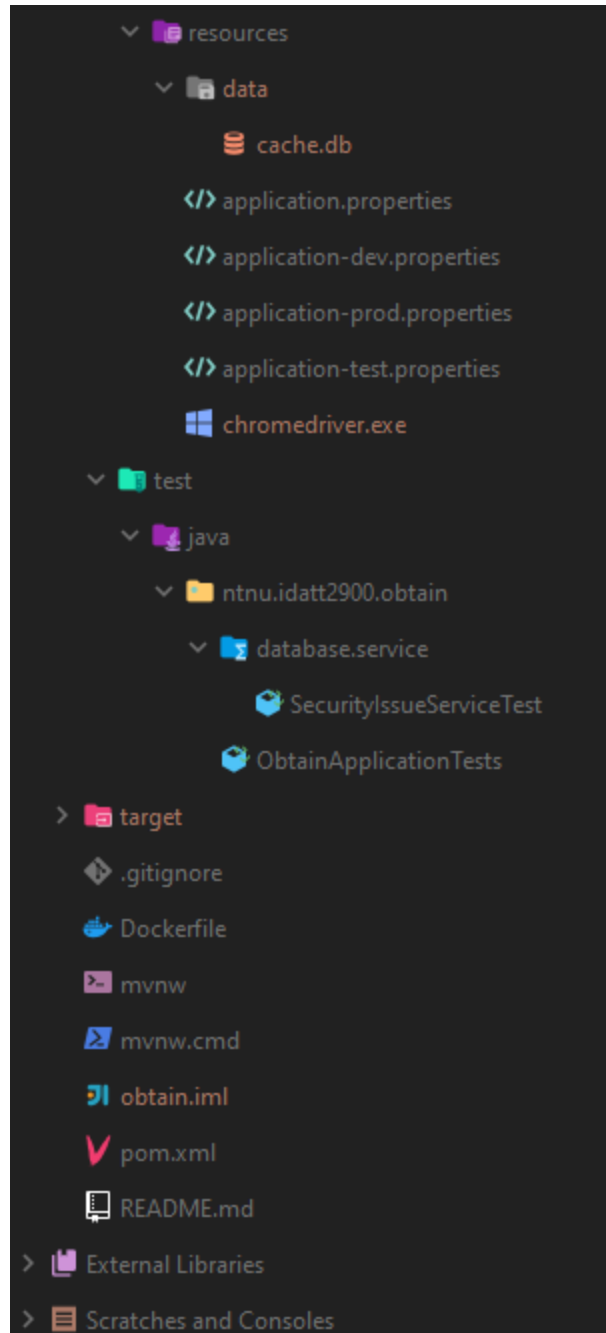 resources
data
cache.db
application.properties
application-dev.properties
application-prod.properties
application-test.properties
chromedriver.exe
test
java
ntnu.idatt2900.obtain
database.service
SecurityIssueServiceTest
ObtainApplicationTests
target
.gitignore
Dockerfile
mvnw
mvnw.cmd
obtain.iml
pom.xml
README.md
External Libraries
Scratches and Consoles